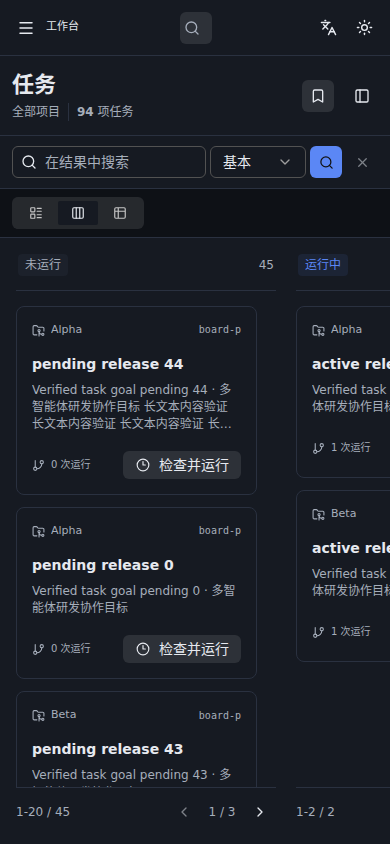 工作台
任务
全部项目 94 项任务
在结果中搜索
基本
未运行 45
Alpha board-p
pending release 44
Verified task goal pending 44 · 多
智能体研发协作目标 长文本内容验证
长文本内容验证 长文本内容验证 长…
0 次运行 检查并运行
Alpha board-p
pending release 0
Verified task goal pending 0 · 多智
能体研发协作目标
0 次运行 检查并运行
Beta board-p
pending release 43
Verified task goal pending 43 · 多
1-20 / 45 1 / 3
运行中
Alpha
active rele
Verified task
体研发协作目标
1 次运行
Beta
active rele
Verified task
体研发协作目标
1 次运行
1-2 / 2